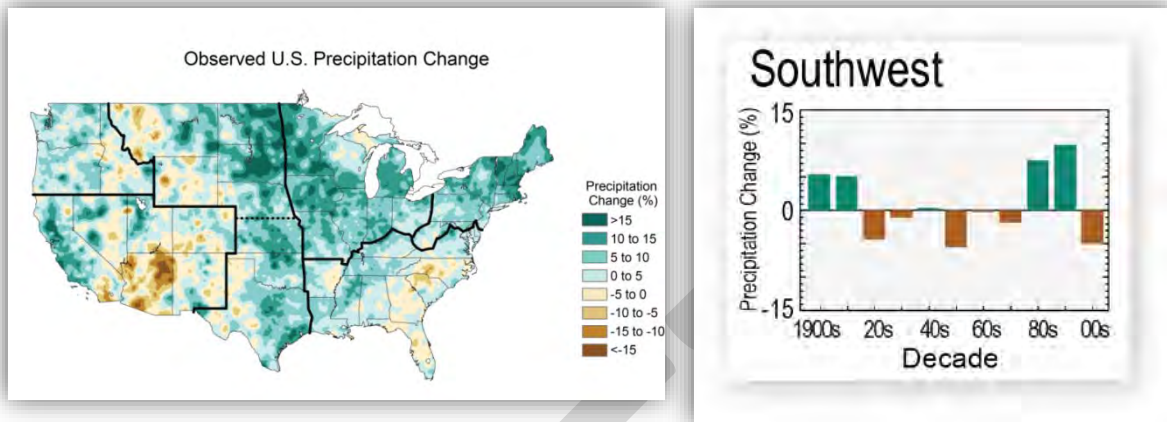 Observed U.S. Precipitation Change
Precipitation
Change (%)
>15
10 to 15
5 to 10
0 to 5
-5 to 0
-10 to -5
-15 to -10
<-15
Southwest
Precipitation Change (%)
15
0
-15
1900s 20s 40s 60s 80s 00s
Decade